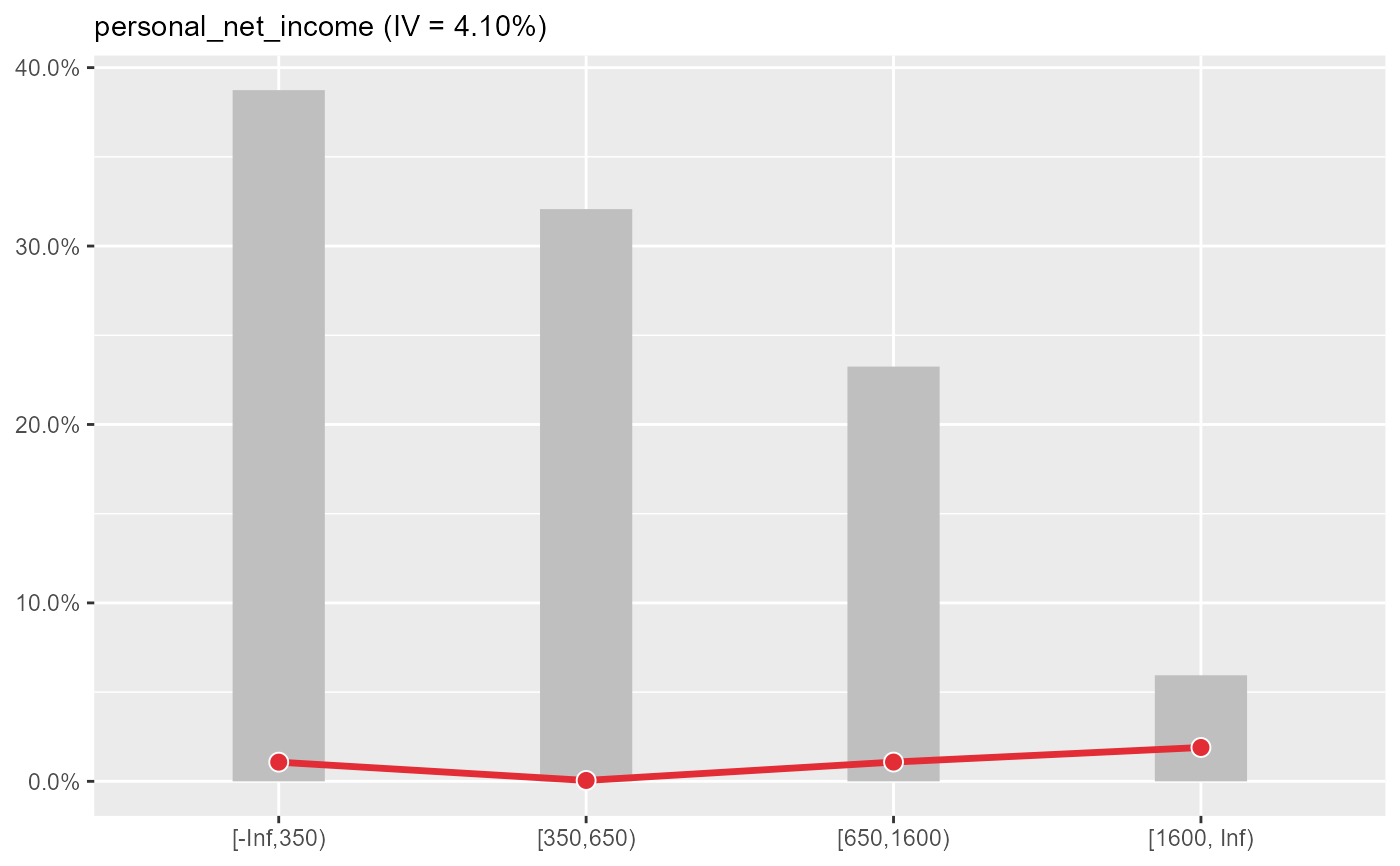 personal_net_income (IV = 4.10%)
40.0%
30.0%
20.0%
10.0%
0.0%
[-Inf,350) [350,650) [650,1600) [1600, Inf)